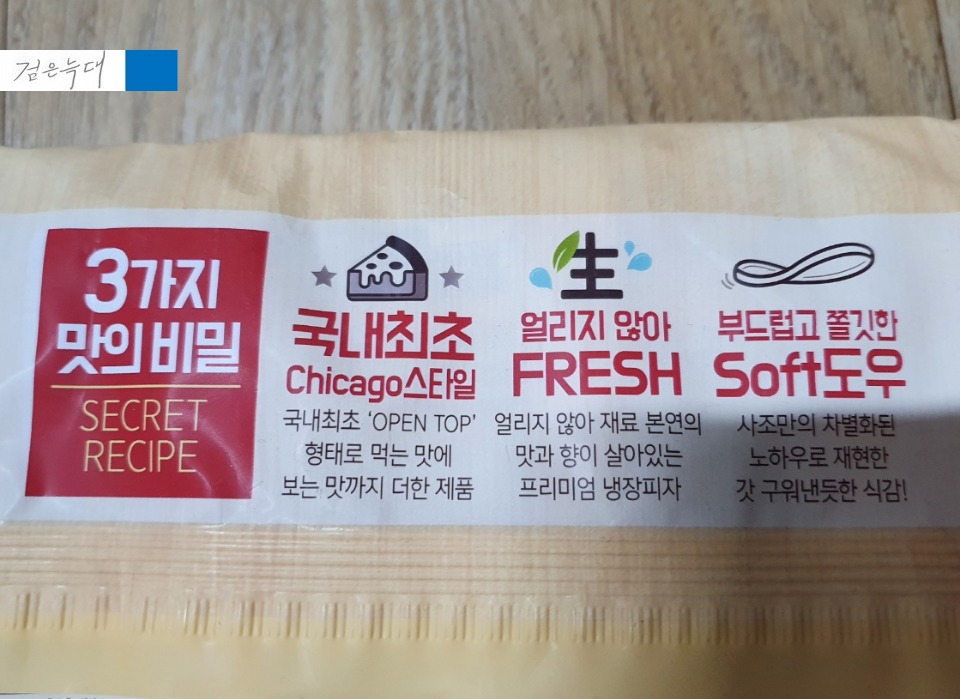 검은늑대
3가지
맛의 비밀
SECRET
RECIPE
국내최초
Chicago스타일
국내최초 'OPEN TOP'
형태로 먹는 맛에
보는 맛까지 더한 제품
生
얼리지 않아
FRESH
얼리지 않아 재료 본연의
맛과 향이 살아있는
프리미엄 냉장피자
부드럽고 쫄깃한
Soft도우
사조만의 차별화된
노하우로 재현한
갓 구워낸듯한 식감!